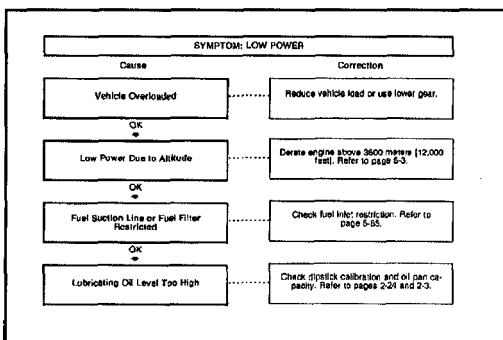 SYMPTOM: LOW POWER
Cause
Correction
Vehicle Overloaded
Reduce vehicle load or use lower gear.
OK
Low Power Due to Altitude
Derate engine above 3600 meters [12,000
feet]. Refer to page 5-3.
OK
Fuel Suction Line or Fuel Filter
Restricted
Check fuel inlet restriction. Refer to
page 5-85.
OK
Lubricating Oil Level Too High
Check dipstick calibration and oil pan ca-
pacity. Refer to pages 2-24 and 2-3.